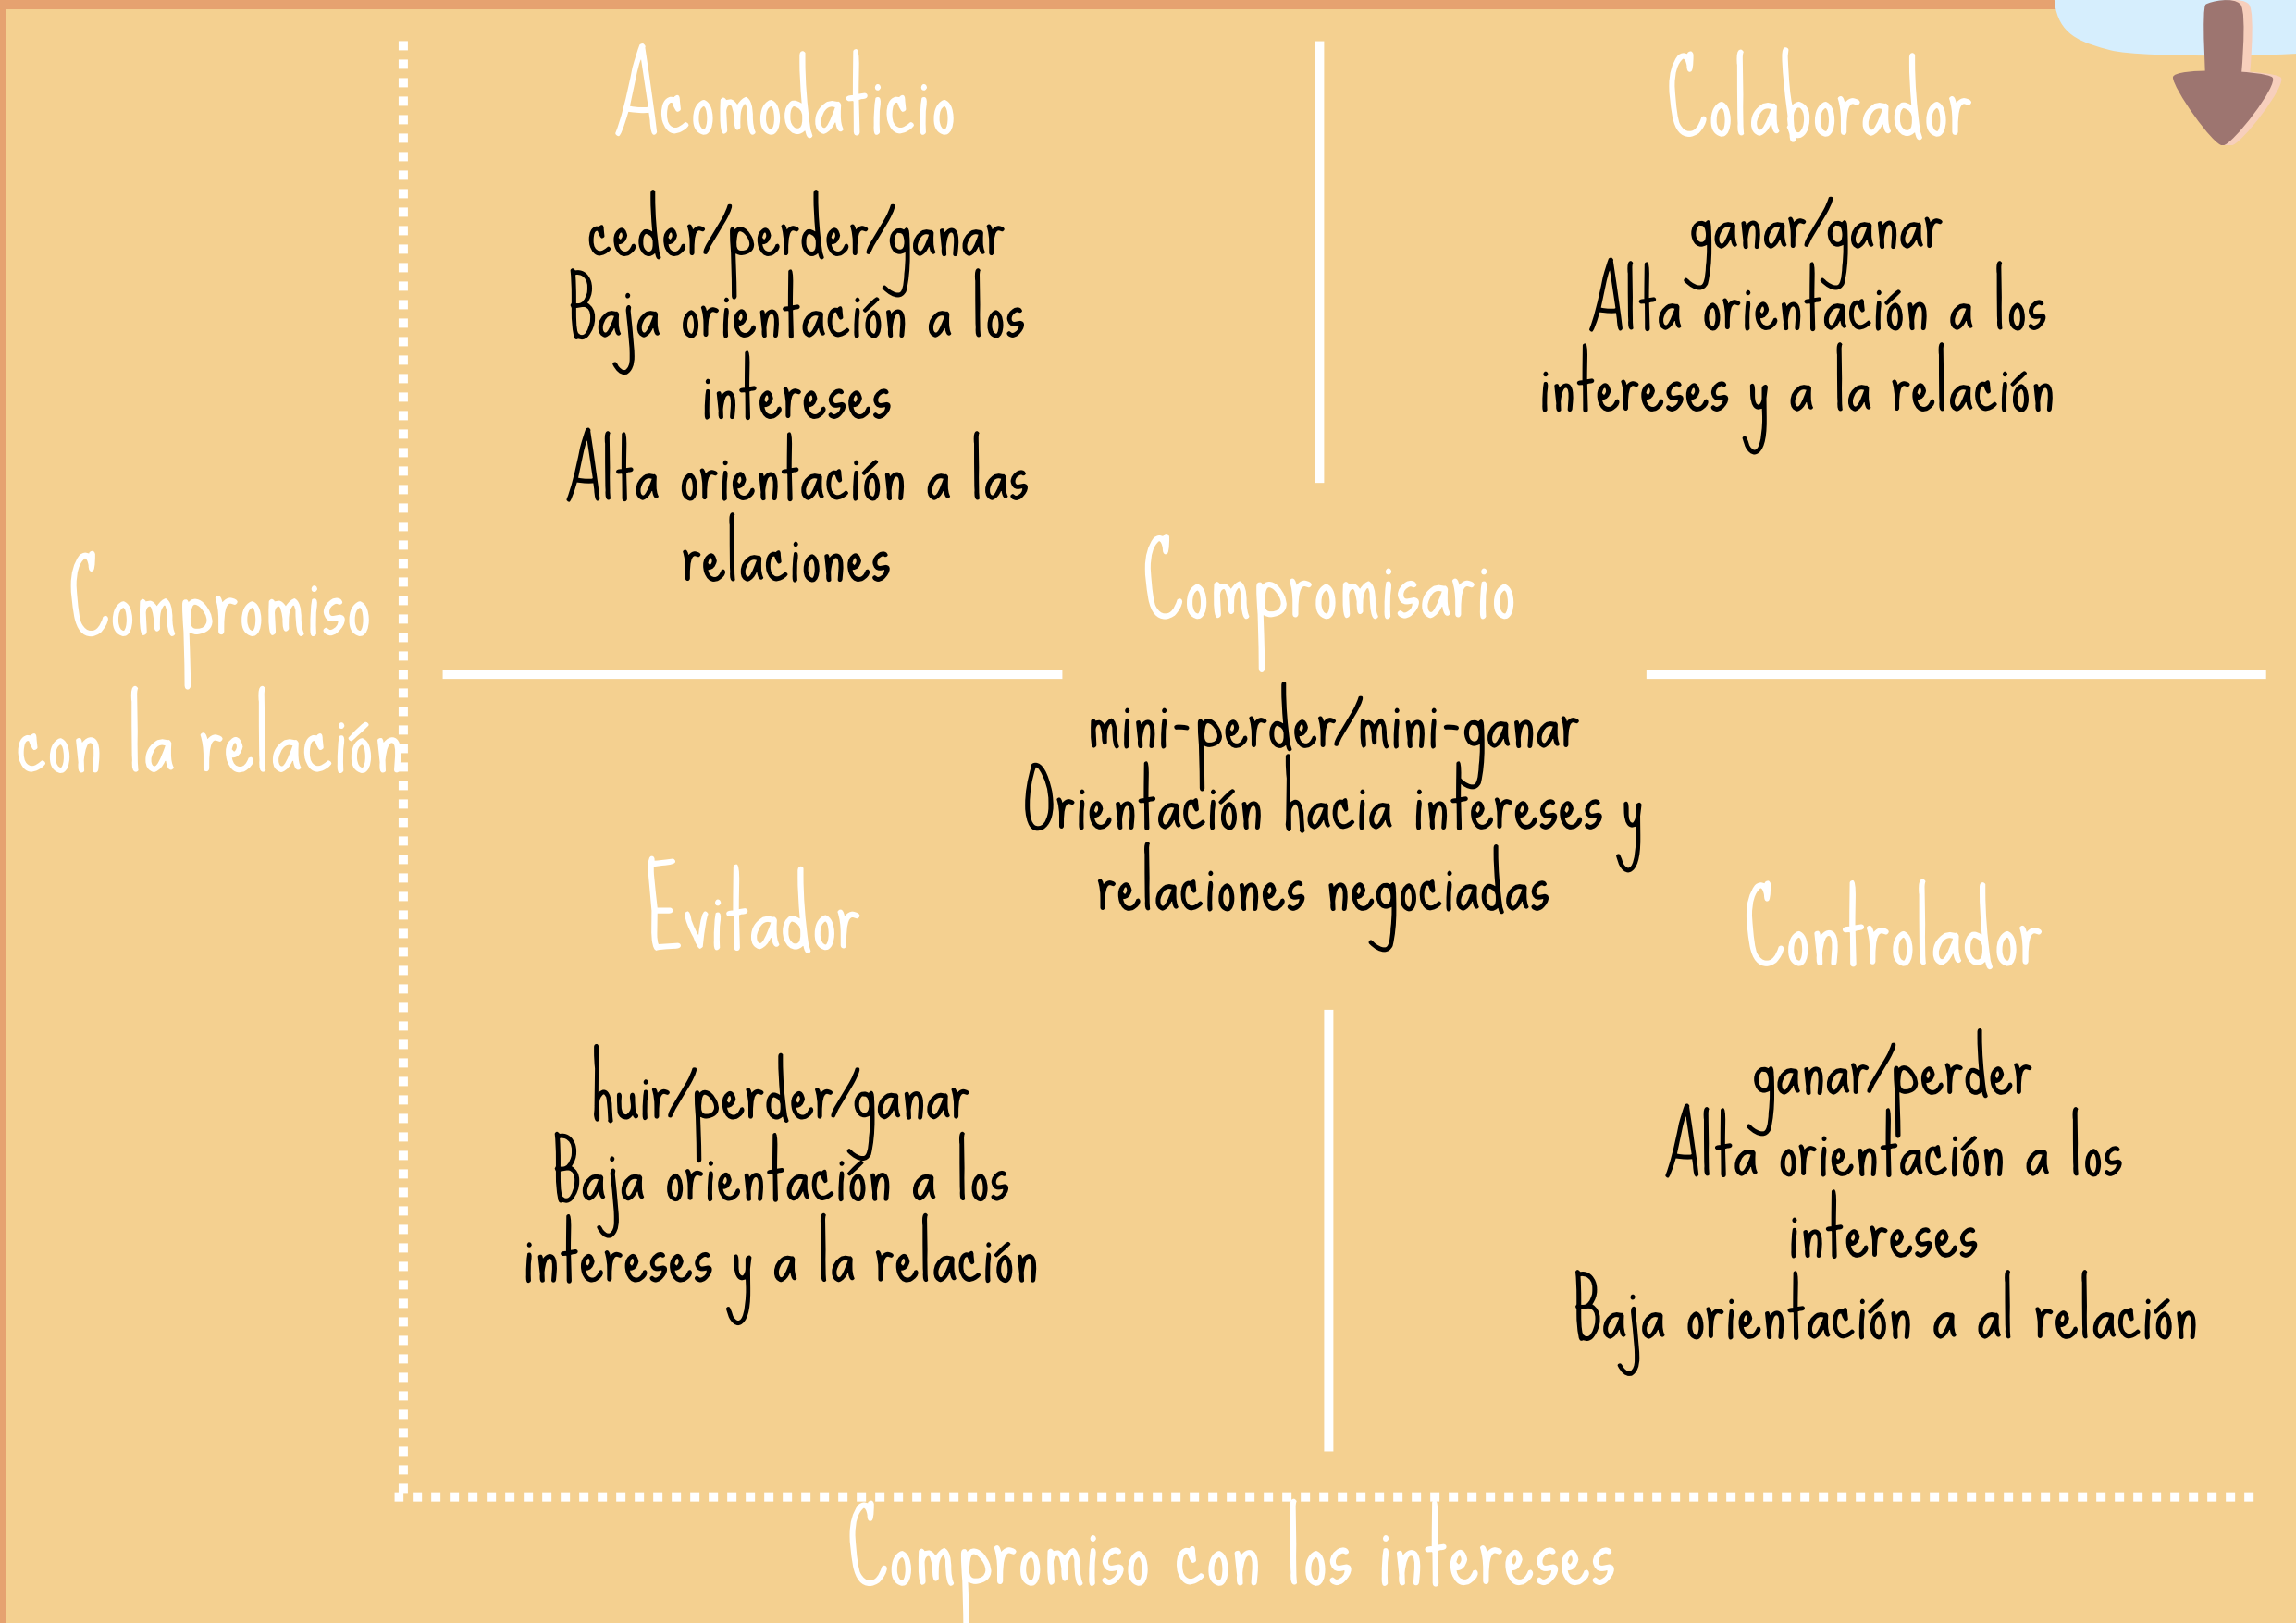 Acomodaticio
ceder/perder/ganar
Baja orientación a los
intereses
Alta orientación a las
relaciones
Colaborador
ganar/ganar
Alta orientación a los
intereses y a la relación
Compromiso
con la relación
Compromisario
mini-perder/mini-ganar
Orientación hacia intereses y
relaciones negociadas
Evitador
huir/perder/ganar
Baja orientación a los
intereses y a la relación
Controlador
ganar/perder
Alta orientación a los
intereses
Baja orientación a al relación
Compromiso con los intereses